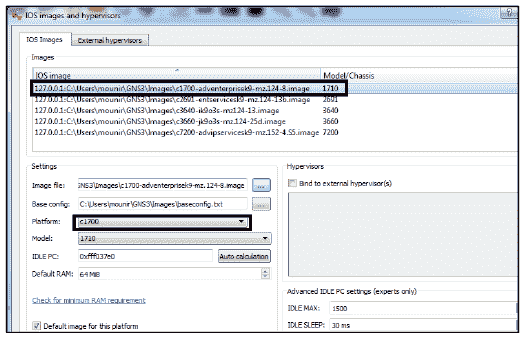 IOS images and hypervisors
IOS Images
External hypervisors
Images
IOS image
Model/Chassis
127.0.0.1:C:\Users\mounir\GNS3\Images\c1700-adventerprisek9-mz.124-8.image 1710
127.0.0.1:C:\Users\mounir\GNS3\Images\c2691-entservicesk9-mz.124-13b.image 2691
127.0.0.1:C:\Users\mounir\GNS3\Images\c3640-jk9o3s-mz.124-13.image 3640
127.0.0.1:C:\Users\mounir\GNS3\Images\c3660-jk9o3s-mz.124-25d.image 3660
127.0.0.1:C:\Users\mounir\GNS3\Images\c7200-advipservicesk9-mz.152-4.S5.image 7200
Settings
Image file: GNS3\Images\c1700-adventerprisek9-mz.124-8.image ...
Base config: C:\Users\mounir\GNS3\Images\baseconfig.txt ...
Platform: c1700
Model: 1710
IDLE PC: 0xfff037e0 Auto calculation
Default RAM: 64 MiB
Check for minimum RAM requirement
Default image for this platform
Hypervisors
Bind to external hypervisor(s)
Advanced IDLE PC settings (experts only)
IDLE MAX: 1500
IDLE SLEEP: 30 ms